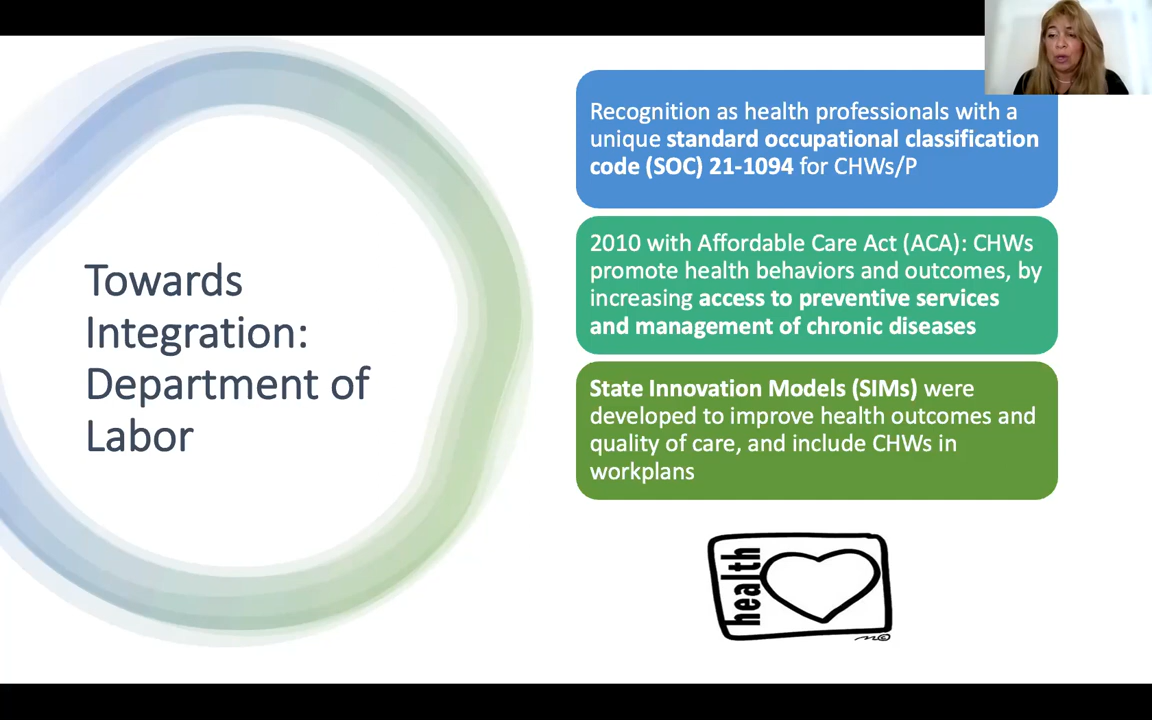 Towards
Integration:
Department of
Labor
Recognition as health professionals with a
unique standard occupational classification
code (SOC) 21-1094 for CHWs/P
2010 with Affordable Care Act (ACA): CHWs
promote health behaviors and outcomes, by
increasing access to preventive services
and management of chronic diseases
State Innovation Models (SIMs) were
developed to improve health outcomes and
quality of care, and include CHWs in
workplans
health